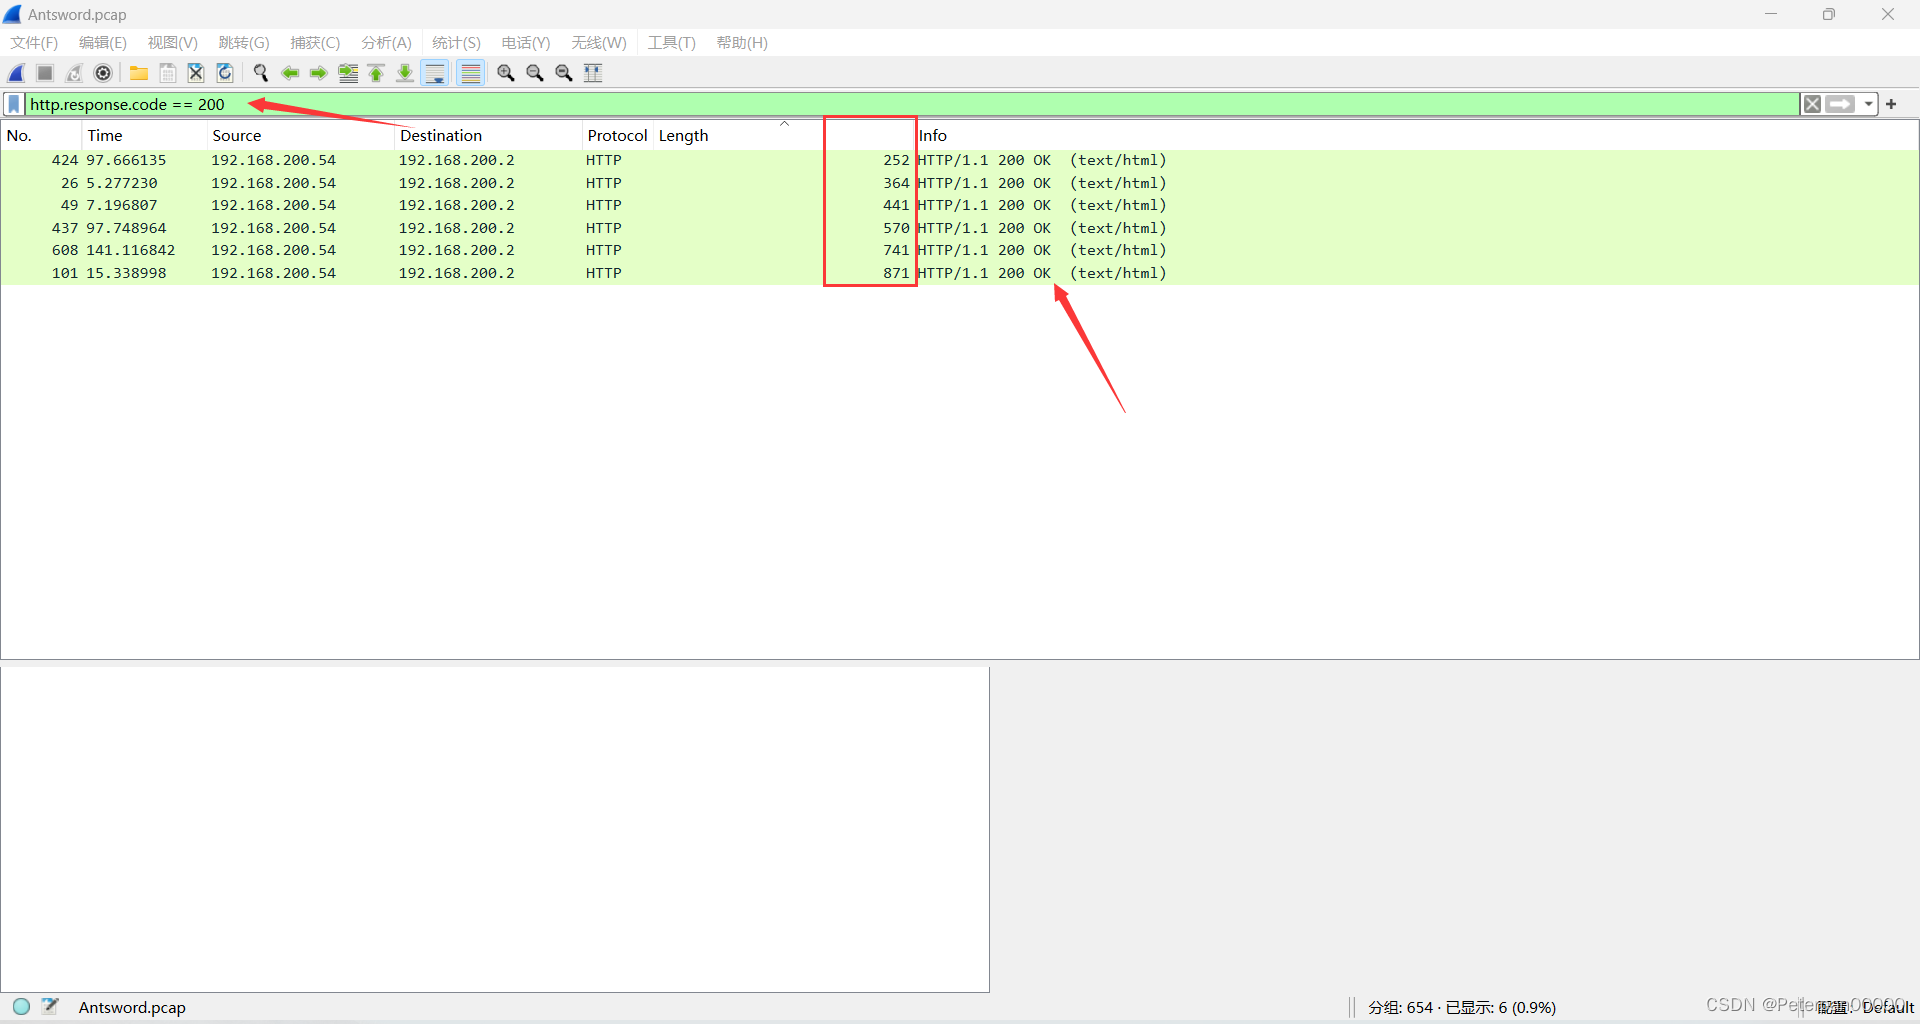 Antsword.pcap
文件(F) 编辑(E) 视图(V) 跳转(G) 捕获(C) 分析(A) 统计(S) 电话(Y) 无线(W) 工具(T) 帮助(H)
http.response.code == 200
No. Time Source Destination Protocol Length Info
424 97.666135 192.168.200.54 192.168.200.2 HTTP 252 HTTP/1.1 200 OK (text/html)
26 5.277230 192.168.200.54 192.168.200.2 HTTP 364 HTTP/1.1 200 OK (text/html)
49 7.196807 192.168.200.54 192.168.200.2 HTTP 441 HTTP/1.1 200 OK (text/html)
437 97.748964 192.168.200.54 192.168.200.2 HTTP 570 HTTP/1.1 200 OK (text/html)
608 141.116842 192.168.200.54 192.168.200.2 HTTP 741 HTTP/1.1 200 OK (text/html)
101 15.338998 192.168.200.54 192.168.200.2 HTTP 871 HTTP/1.1 200 OK (text/html)
Antsword.pcap 分组: 654 · 已显示: 6 (0.9%) 配置: Default
CSDN